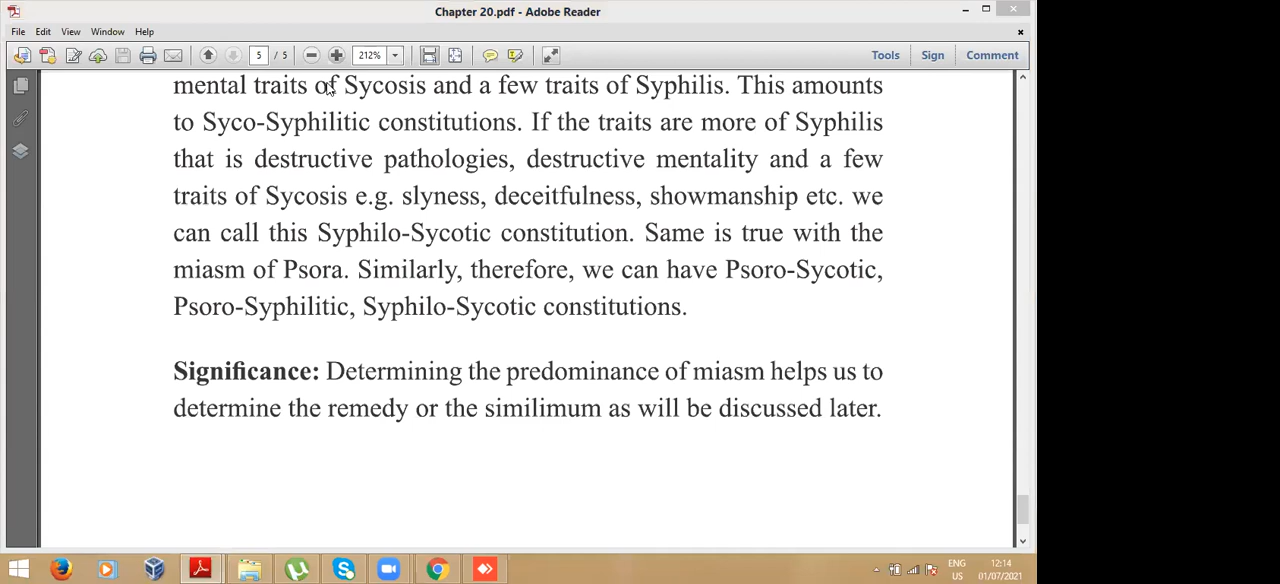 Chapter 20.pdf - Adobe Reader
File Edit View Window Help
5 / 5 212% Tools Sign Comment
mental traits of Sycosis and a few traits of Syphilis. This amounts
to Syco-Syphilitic constitutions. If the traits are more of Syphilis
that is destructive pathologies, destructive mentality and a few
traits of Sycosis e.g. slyness, deceitfulness, showmanship etc. we
can call this Syphilo-Sycotic constitution. Same is true with the
miasm of Psora. Similarly, therefore, we can have Psoro-Sycotic,
Psoro-Syphilitic, Syphilo-Sycotic constitutions.
Significance: Determining the predominance of miasm helps us to
determine the remedy or the similimum as will be discussed later.
ENG 12:14
US 01/07/2021